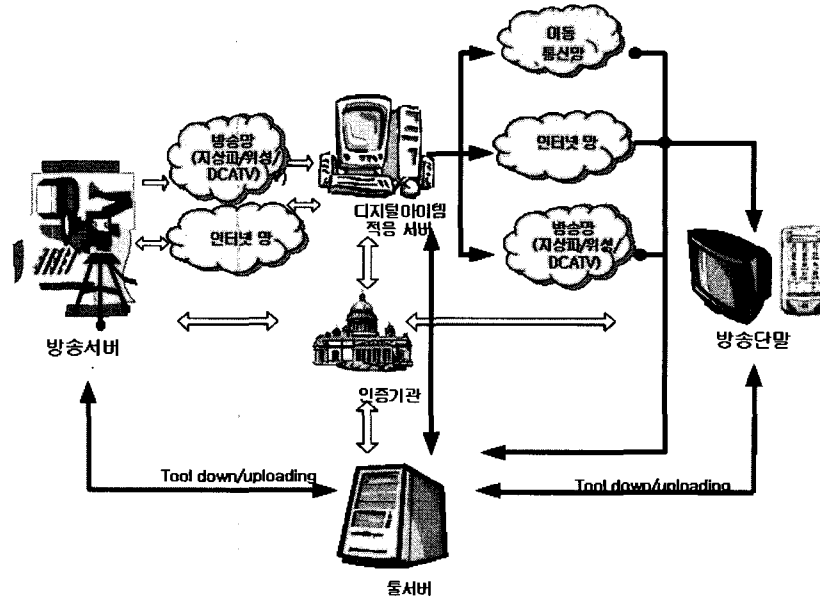 이동
통신망
방송망
(지상파/위성/
DCATV)
인터넷 망
인터넷 망
디지털아이템
적응 서버
방송망
(지상파/위성/
DCATV)
방송서버
방송단말
인증기관
Tool down/uploading
Tool down/uploading
툴서버